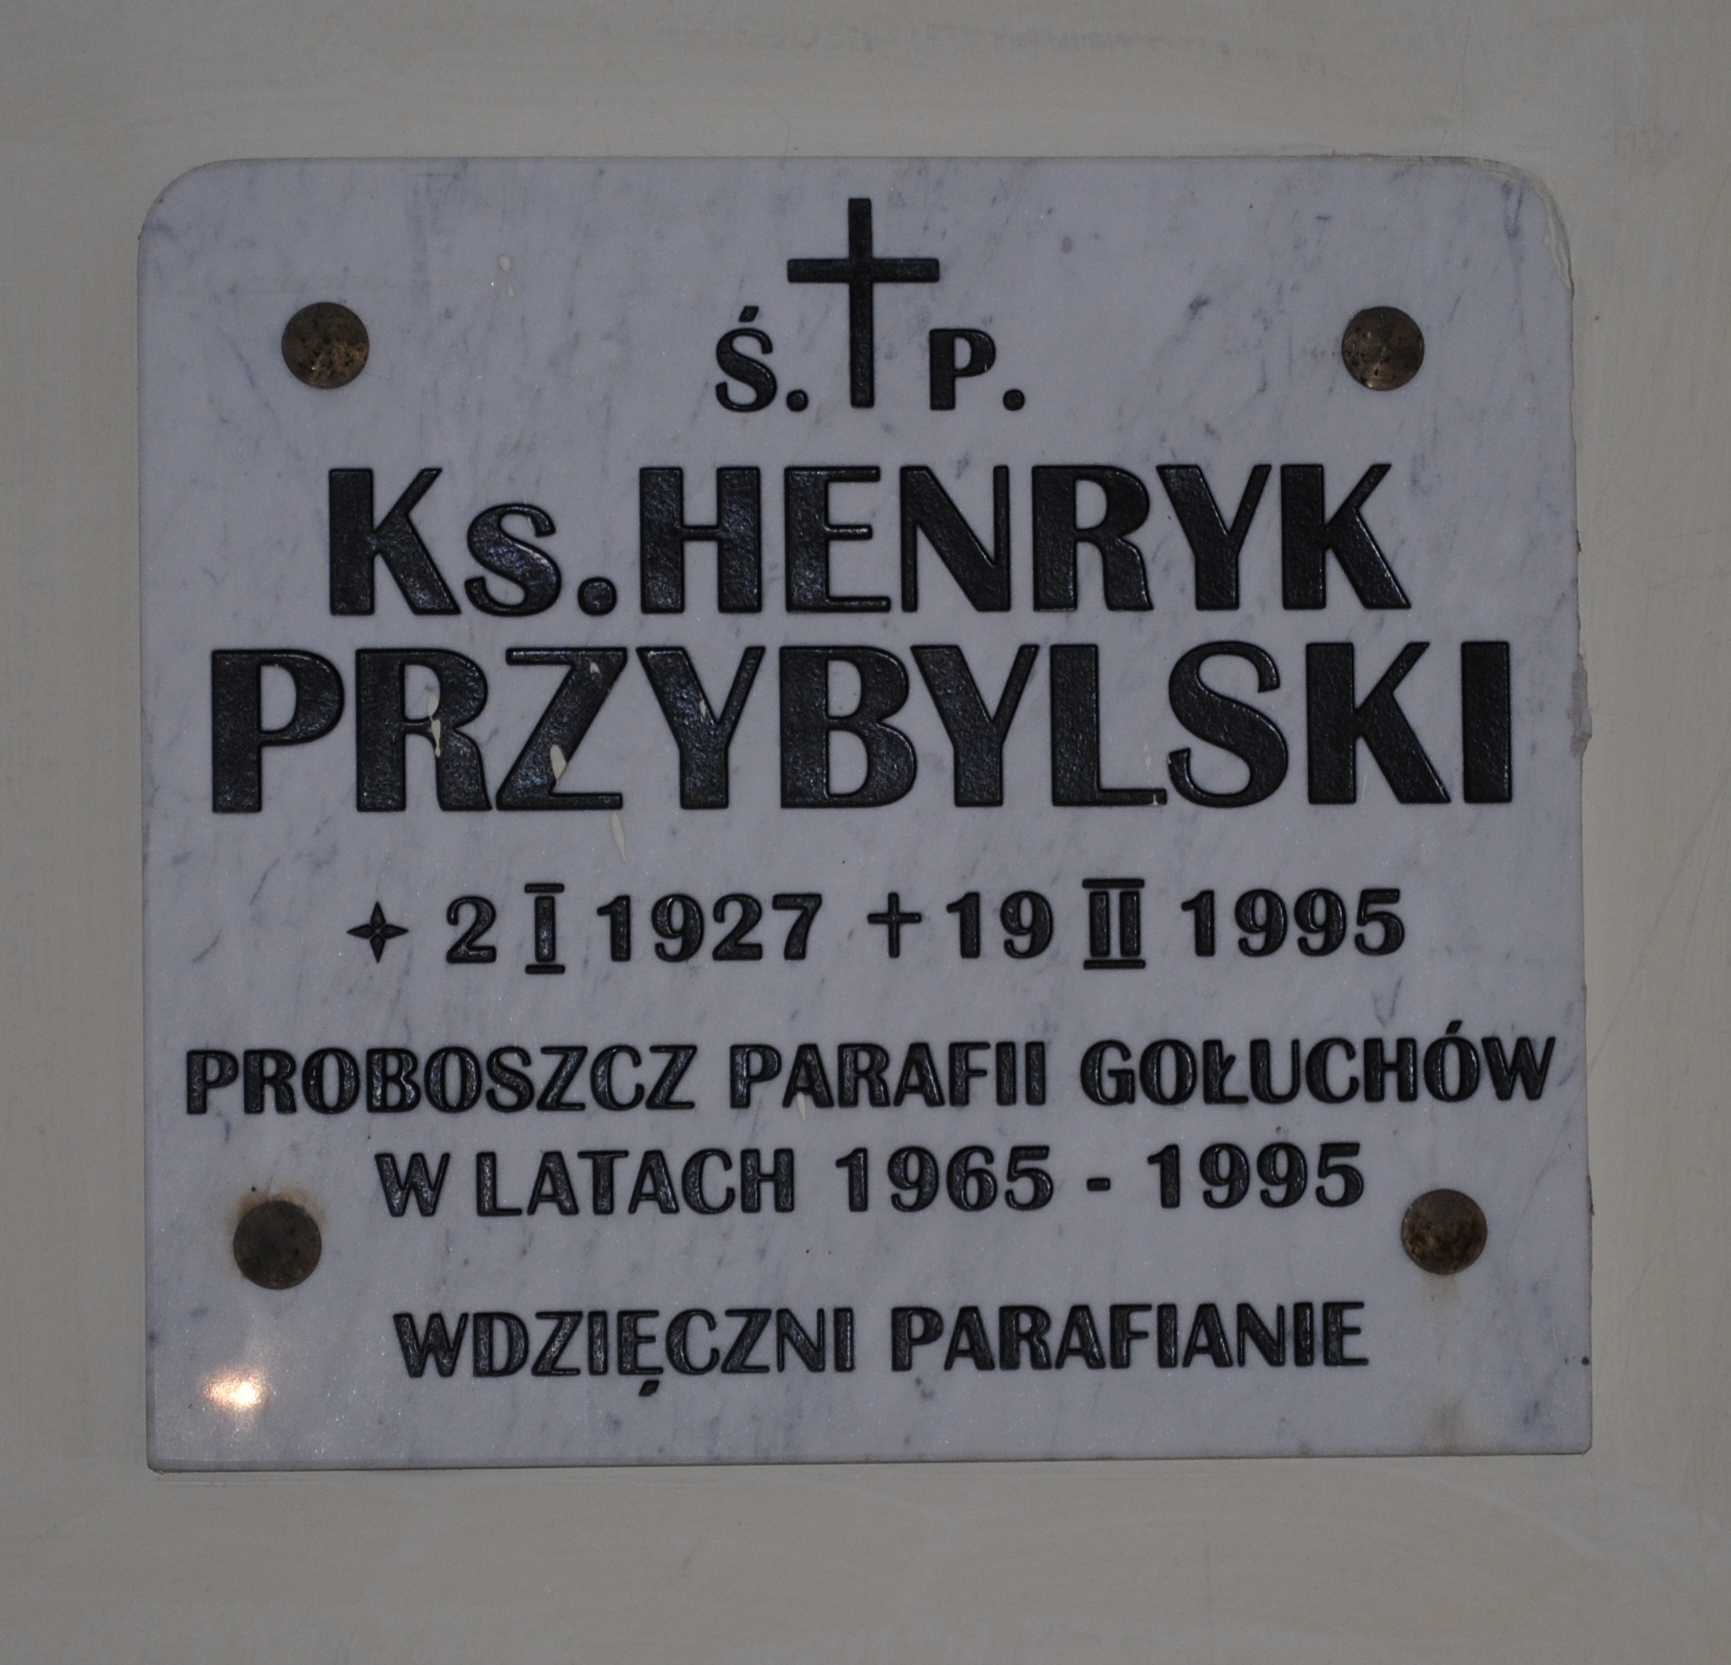 Ś. P.
Ks. HENRYK
PRZYBYLSKI
✦ 2 I 1927 ✝ 19 II 1995
PROBOSZCZ PARAFII GOŁUCHÓW
W LATACH 1965 - 1995
WDZIĘCZNI PARAFIANIE